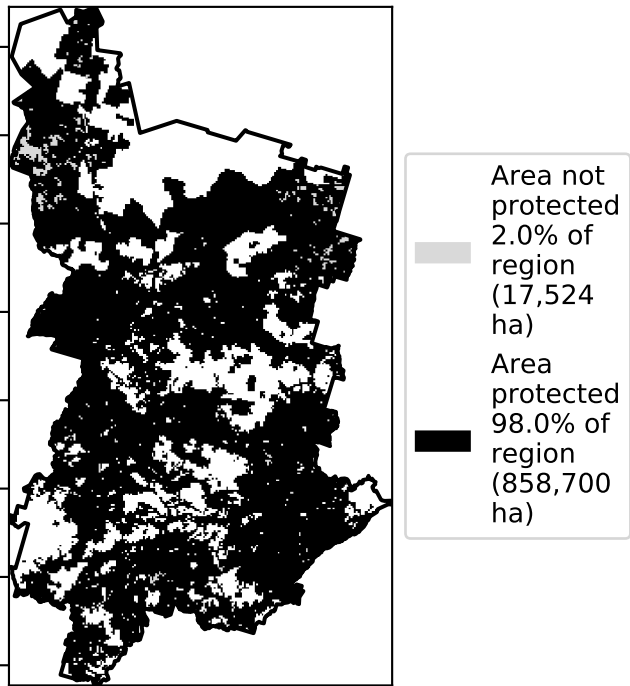 Area not
protected
2.0% of
region
(17,524
ha)
Area
protected
98.0% of
region
(858,700
ha)